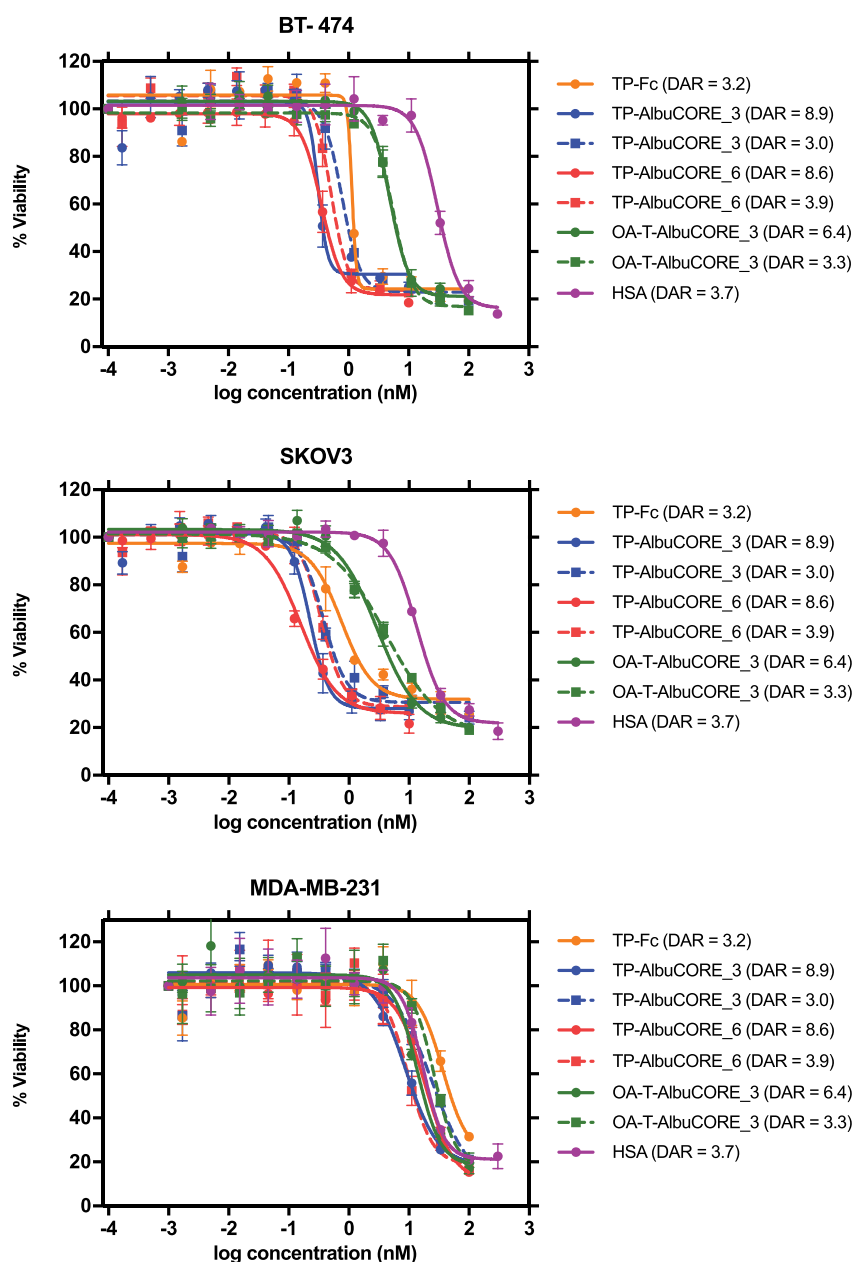 BT- 474
% Viability
120
100
80
60
40
20
0
-4 -3 -2 -1 0 1 2 3
log concentration (nM)
TP-Fc (DAR = 3.2)
TP-AlbuCORE_3 (DAR = 8.9)
TP-AlbuCORE_3 (DAR = 3.0)
TP-AlbuCORE_6 (DAR = 8.6)
TP-AlbuCORE_6 (DAR = 3.9)
OA-T-AlbuCORE_3 (DAR = 6.4)
OA-T-AlbuCORE_3 (DAR = 3.3)
HSA (DAR = 3.7)
SKOV3
% Viability
120
100
80
60
40
20
0
-4 -3 -2 -1 0 1 2 3
log concentration (nM)
TP-Fc (DAR = 3.2)
TP-AlbuCORE_3 (DAR = 8.9)
TP-AlbuCORE_3 (DAR = 3.0)
TP-AlbuCORE_6 (DAR = 8.6)
TP-AlbuCORE_6 (DAR = 3.9)
OA-T-AlbuCORE_3 (DAR = 6.4)
OA-T-AlbuCORE_3 (DAR = 3.3)
HSA (DAR = 3.7)
MDA-MB-231
% Viability
120
100
80
60
40
20
0
-4 -3 -2 -1 0 1 2 3
log concentration (nM)
TP-Fc (DAR = 3.2)
TP-AlbuCORE_3 (DAR = 8.9)
TP-AlbuCORE_3 (DAR = 3.0)
TP-AlbuCORE_6 (DAR = 8.6)
TP-AlbuCORE_6 (DAR = 3.9)
OA-T-AlbuCORE_3 (DAR = 6.4)
OA-T-AlbuCORE_3 (DAR = 3.3)
HSA (DAR = 3.7)